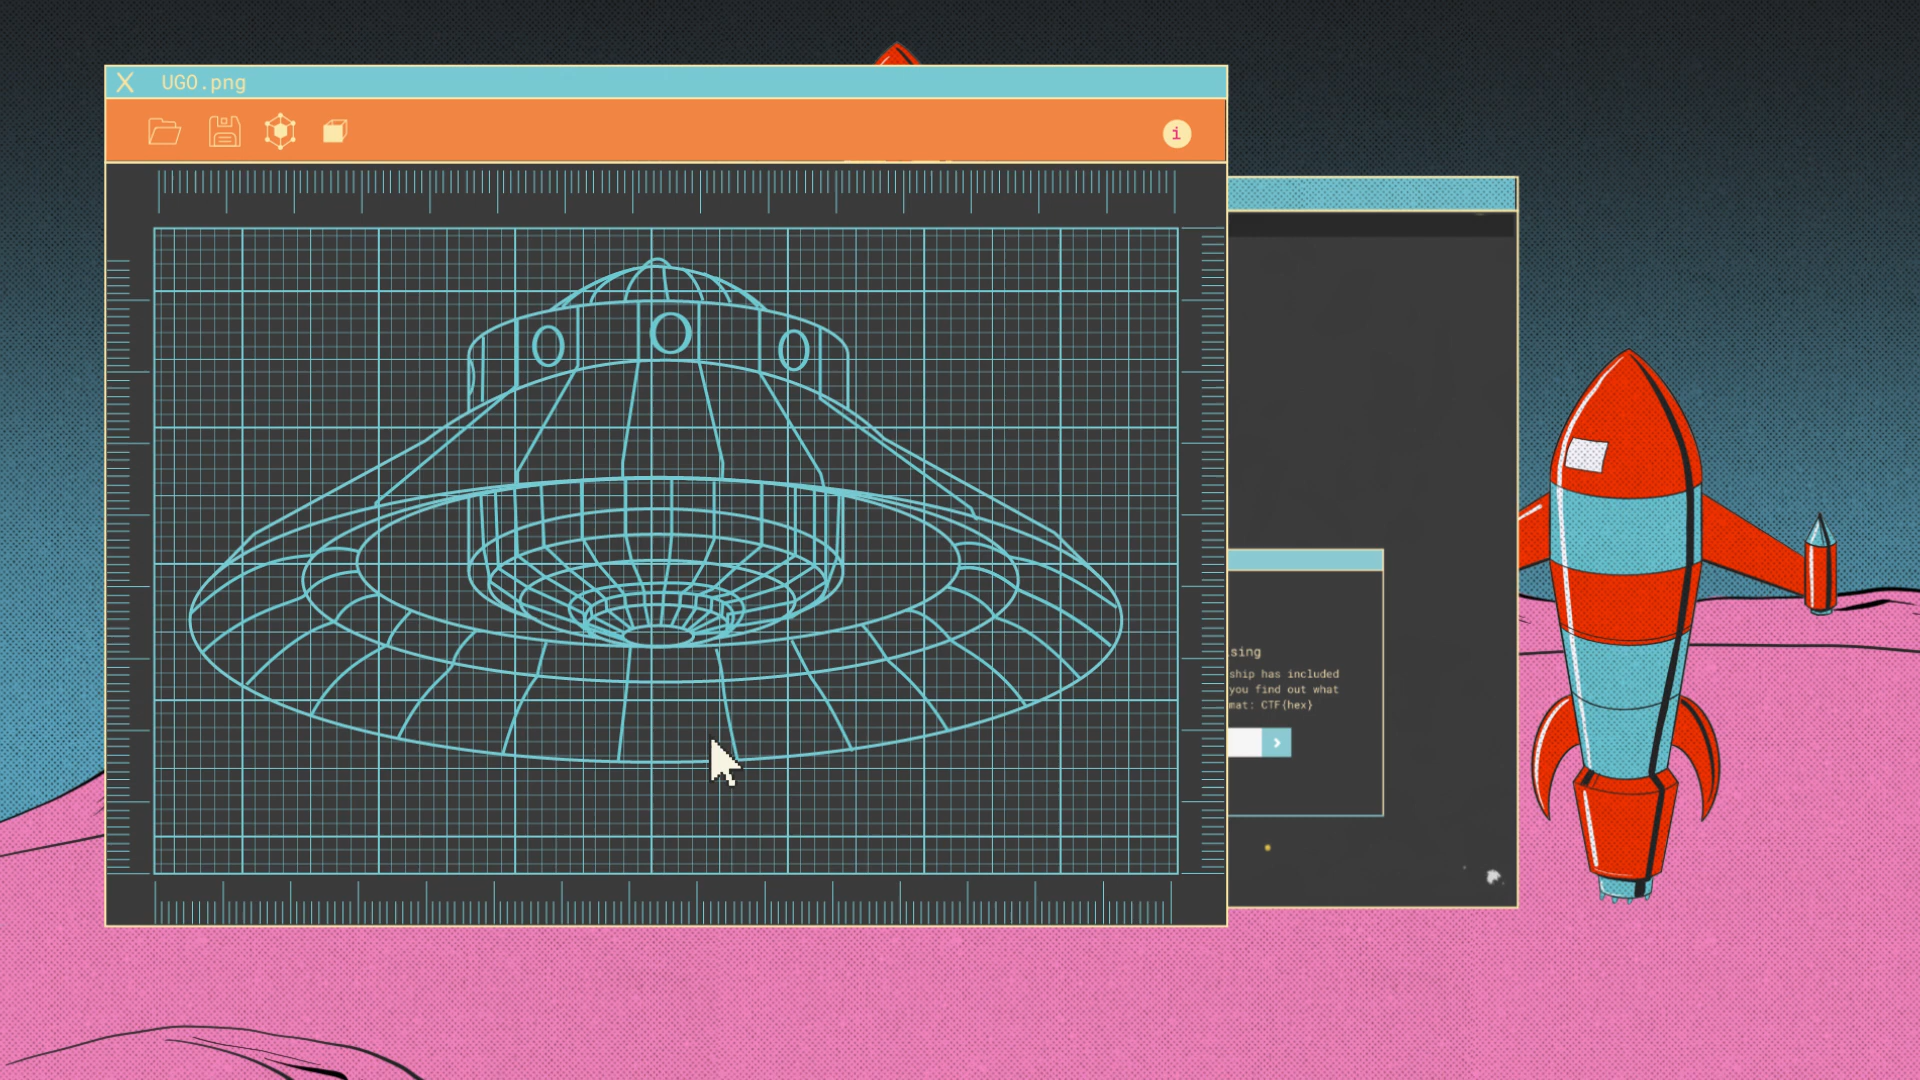 UGO.png
i
sing
ship has included
you find out what
mat: CTF{hex}